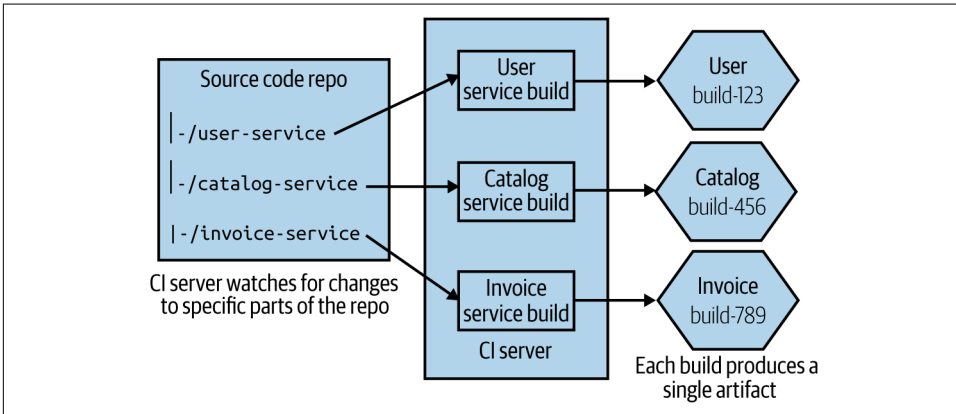 Source code repo
|-/user-service
|-/catalog-service
|-/invoice-service
CI server watches for changes
to specific parts of the repo
User
service build
Catalog
service build
Invoice
service build
CI server
User
build-123
Catalog
build-456
Invoice
build-789
Each build produces a
single artifact